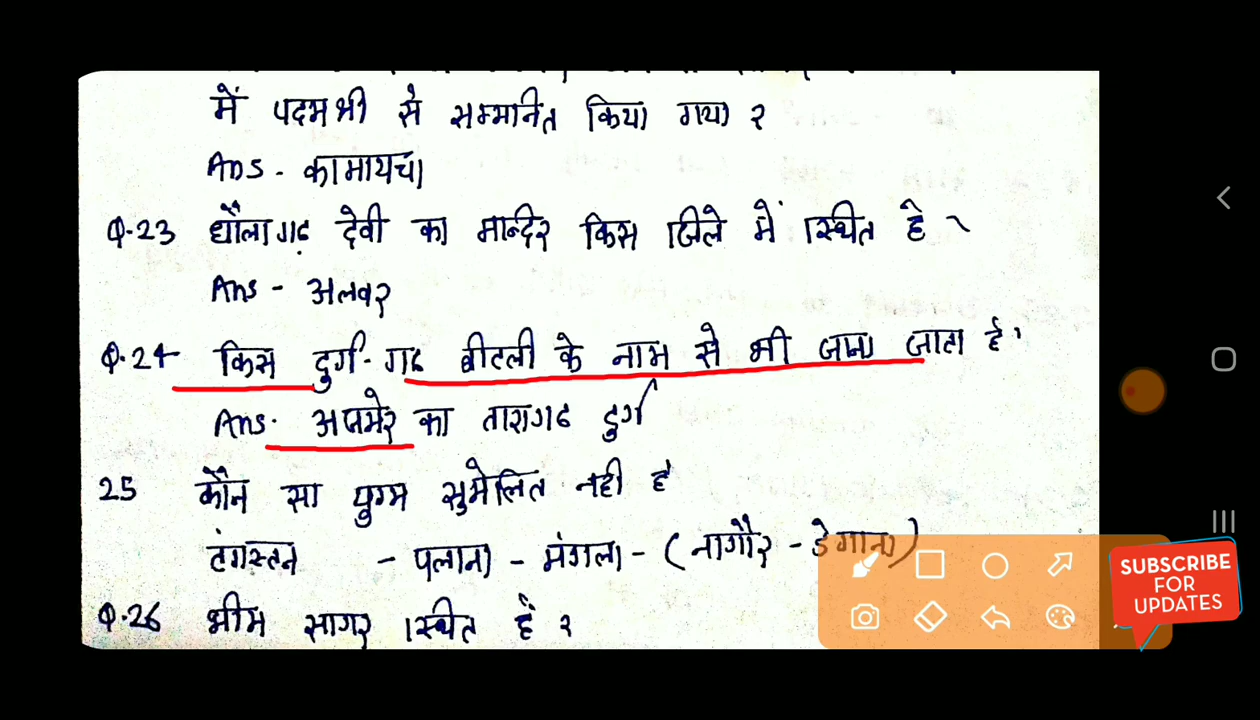 में पदमश्री से सम्मानित किया गया ?
Ans - कामायचा
Q.23 धौलागढ देवी का मन्दिर किस जिले में स्थित है ?
Ans - अलवर
Q.24 किस दुर्ग - गढ बीटली के नाम से भी जाना जाता है ।
Ans. अजमेर का तारागढ दुर्ग
25 कौन सा युग्म सुमेलित नही है
टंगस्तन - पलाना - मंगला - (नागौर - डेगाना)
Q.26 भीम सागर स्थित है ?
SUBSCRIBE
FOR
UPDATES